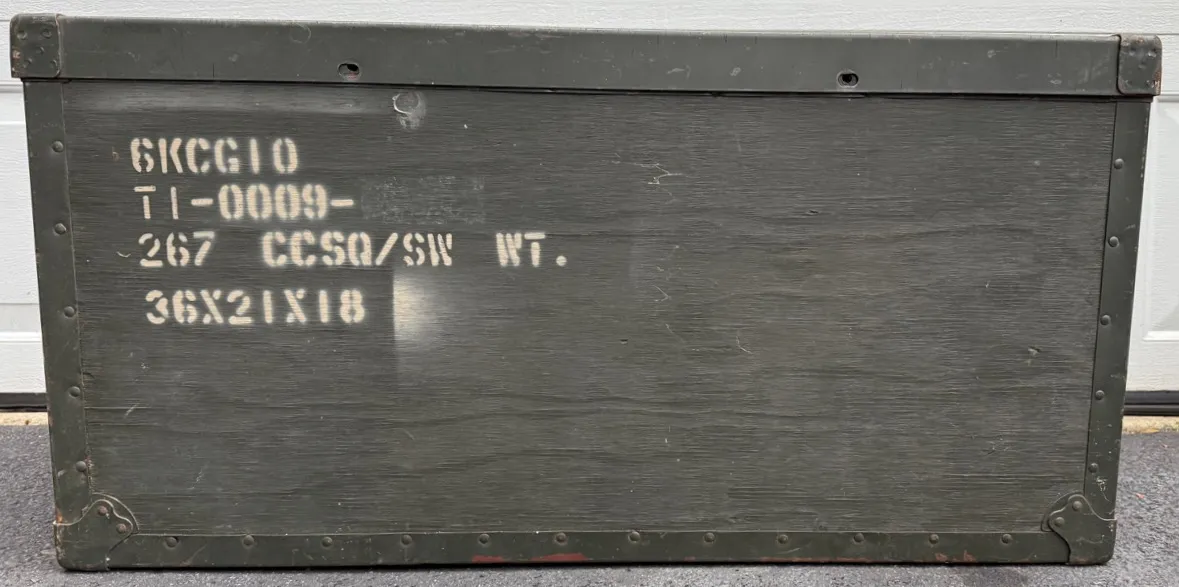 6KCG10
T1-0009-
267 CCSQ/SW WT.
36X21X18